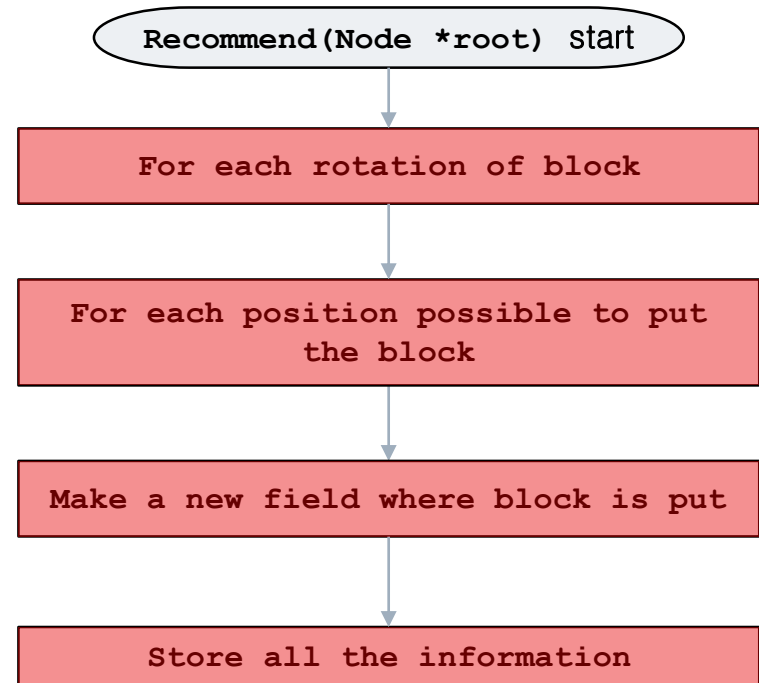 Recommend(Node *root) start
For each rotation of block
For each position possible to put
the block
Make a new field where block is put
Store all the information